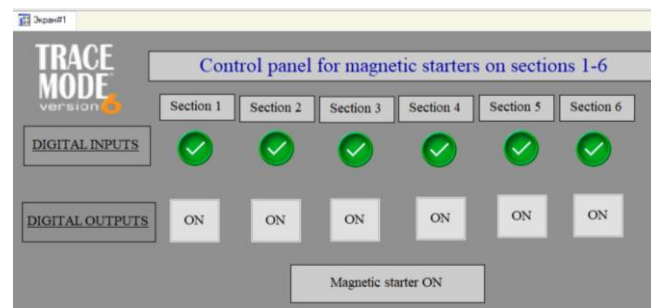 Экран#1
TRACE
MODE
version 6
Control panel for magnetic starters on sections 1-6
Section 1 Section 2 Section 3 Section 4 Section 5 Section 6
DIGITAL INPUTS
DIGITAL OUTPUTS ON ON ON ON ON ON
Magnetic starter ON